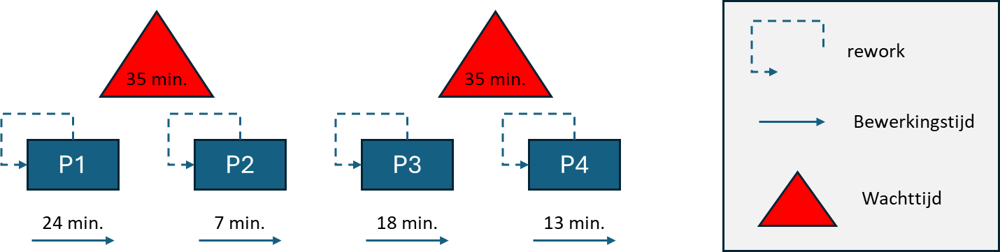 35 min.
35 min.
P1
P2
P3
P4
24 min.
7 min.
18 min.
13 min.
rework
Bewerkingstijd
Wachttijd